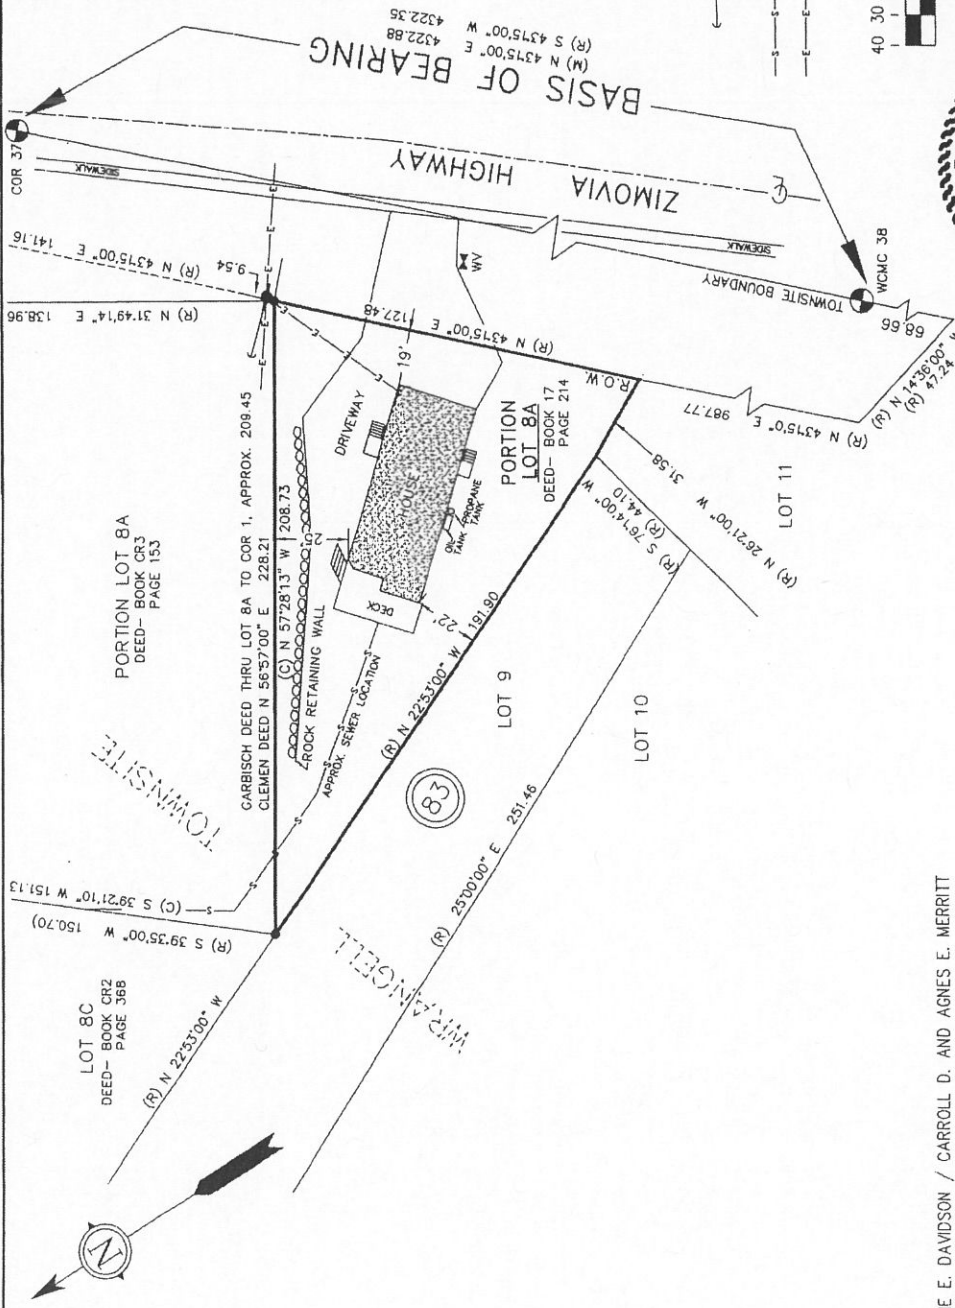 (R) S 43°15'00" W 4322.35
(M) N 43°15'00" E 4322.88
BASIS OF BEARING
40 30
COR 37
SIDEWALK
ZIMOVIA HIGHWAY
SIDEWALK
TOWNSITE BOUNDARY
WCMC 38
68.66
(R) N 14°36'00" W
(R) 47.24
(R) N 43°15'00" E 141.16
9.54
(R) N 31°49'14" E 138.96
WV
E E E E E
(R) N 43°15'00" E 127.48
19'
R.O.W.
(R) N 43°15'0" E 987.77
PORTION LOT 8A
DEED- BOOK CR3
PAGE 153
GARBISCH DEED THRU LOT 8A TO COR 1, APPROX. 209.45
CLEMEN DEED N 56°57'00" E 228.21
(C) N 57°28'13" W 208.73
25'
ROCK RETAINING WALL
DRIVEWAY
HOUSE
DECK
OIL TANK
PROPANE TANK
22'
APPROX. SEWER LOCATION
S S S S S
PORTION
LOT 8A
DEED- BOOK 17
PAGE 214
(R) N 22°53'00" W 191.90
31.58
(R) N 26°21'00" W
(R) S 76°14'00" W
(R) 44.10
LOT 11
LOT 9
LOT 10
83
(R) 25°00'00" E 251.46
TOWNSITE
WRANGELL
(C) S 39°21'10" W 151.13
(R) S 39°35'00" W 150.70)
LOT 8C
DEED- BOOK CR2
PAGE 368
(R) N 22°53'00" W
N
E E. DAVIDSON / CARROLL D. AND AGNES E. MERRITT